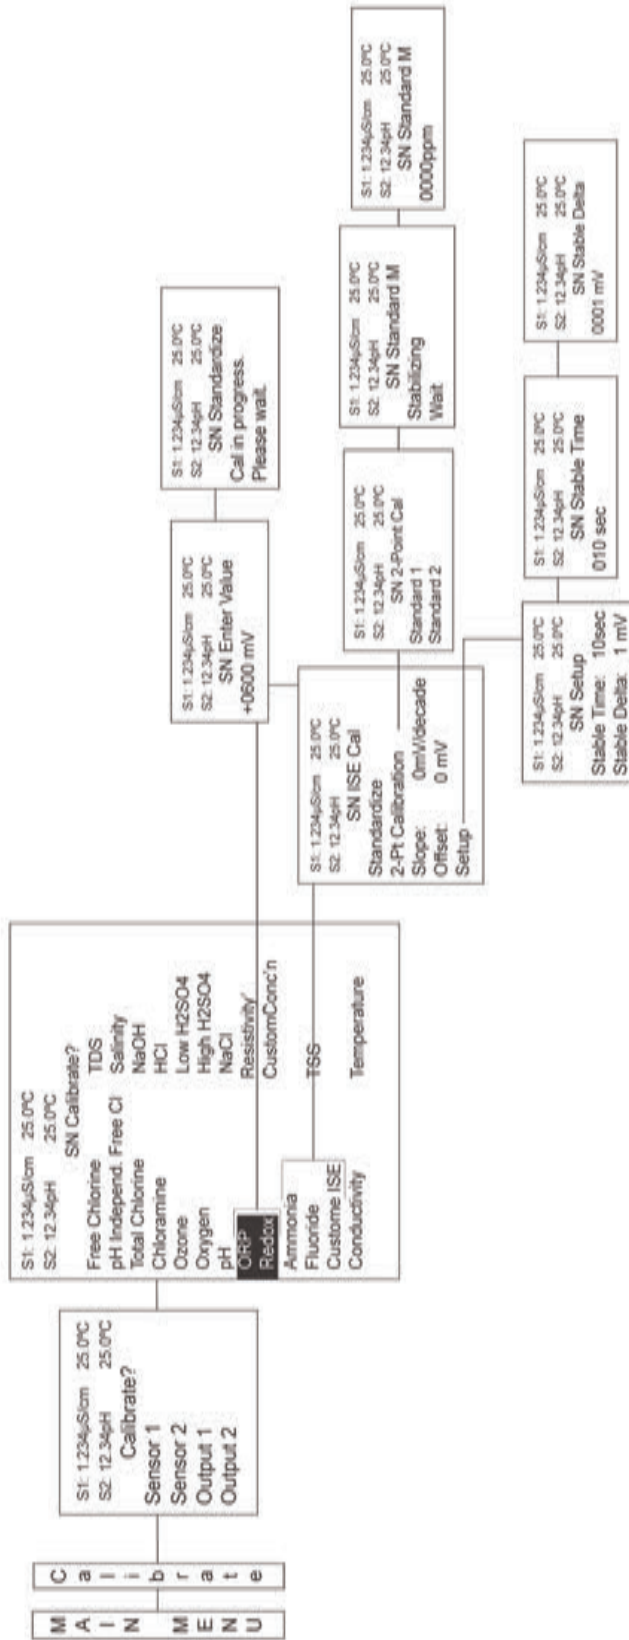 MAIN MENU
Calibrate
S1: 1.234µS/cm 25.0ºC
S2: 12.34pH 25.0ºC
Calibrate?
Sensor 1
Sensor 2
Output 1
Output 2
S1: 1.234µS/cm 25.0ºC
S2: 12.34pH 25.0ºC
SN Calibrate?
Free Chlorine TDS
pH Independ. Free Cl Salinity
Total Chlorine NaOH
Chloramine HCl
Ozone Low H2SO4
Oxygen High H2SO4
pH NaCl
ORP Resistivity'
Redox CustomConc'n
Ammonia
Fluoride TSS
Custome ISE
Conductivity Temperature
S1: 1.234µS/cm 25.0ºC
S2: 12.34pH 25.0ºC
SN Enter Value
+0600 mV
S1: 1.234µS/cm 25.0ºC
S2: 12.34pH 25.0ºC
SN Standardize
Cal in progress.
Please wait.
S1: 1.234µS/cm 25.0ºC
S2: 12.34pH 25.0ºC
SN ISE Cal
Standardize
2-Pt Calibration
Slope: 0mV/decade
Offset: 0 mV
Setup
S1: 1.234µS/cm 25.0ºC
S2: 12.34pH 25.0ºC
SN 2-Point Cal
Standard 1
Standard 2
S1: 1.234µS/cm 25.0ºC
S2: 12.34pH 25.0ºC
SN Standard M
Stabilizing
Wait
S1: 1.234µS/cm 25.0ºC
S2: 12.34pH 25.0ºC
SN Standard M
0000ppm
S1: 1.234µS/cm 25.0ºC
S2: 12.34pH 25.0ºC
SN Setup
Stable Time: 10sec
Stable Delta: 1 mV
S1: 1.234µS/cm 25.0ºC
S2: 12.34pH 25.0ºC
SN Stable Time
010 sec
S1: 1.234µS/cm 25.0ºC
S2: 12.34pH 25.0ºC
SN Stable Delta
0001 mV